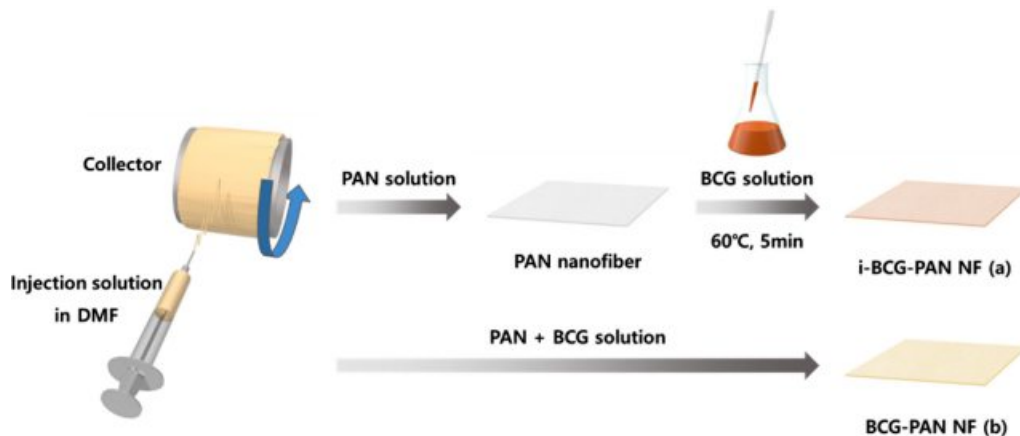 Collector
Injection solution
in DMF
PAN solution
PAN nanofiber
BCG solution
60℃, 5min
i-BCG-PAN NF (a)
PAN + BCG solution
BCG-PAN NF (b)